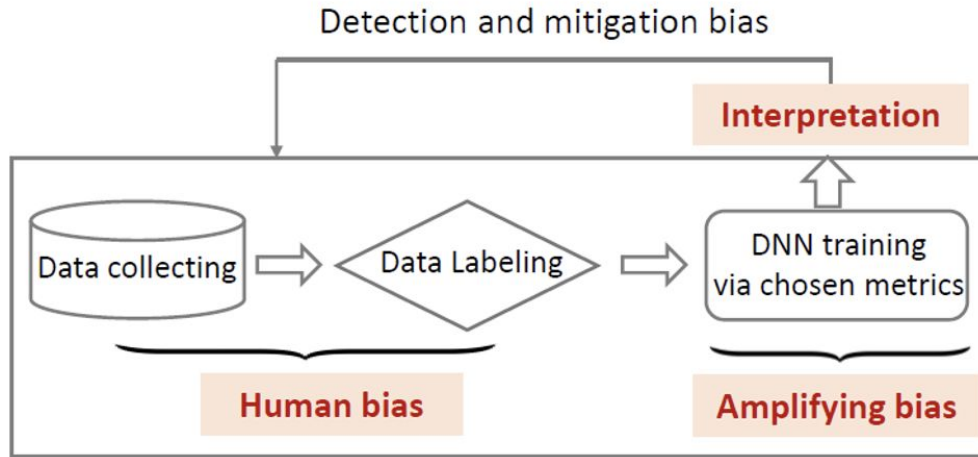 Detection and mitigation bias
Interpretation
Data collecting
Data Labeling
DNN training
via chosen metrics
Human bias
Amplifying bias